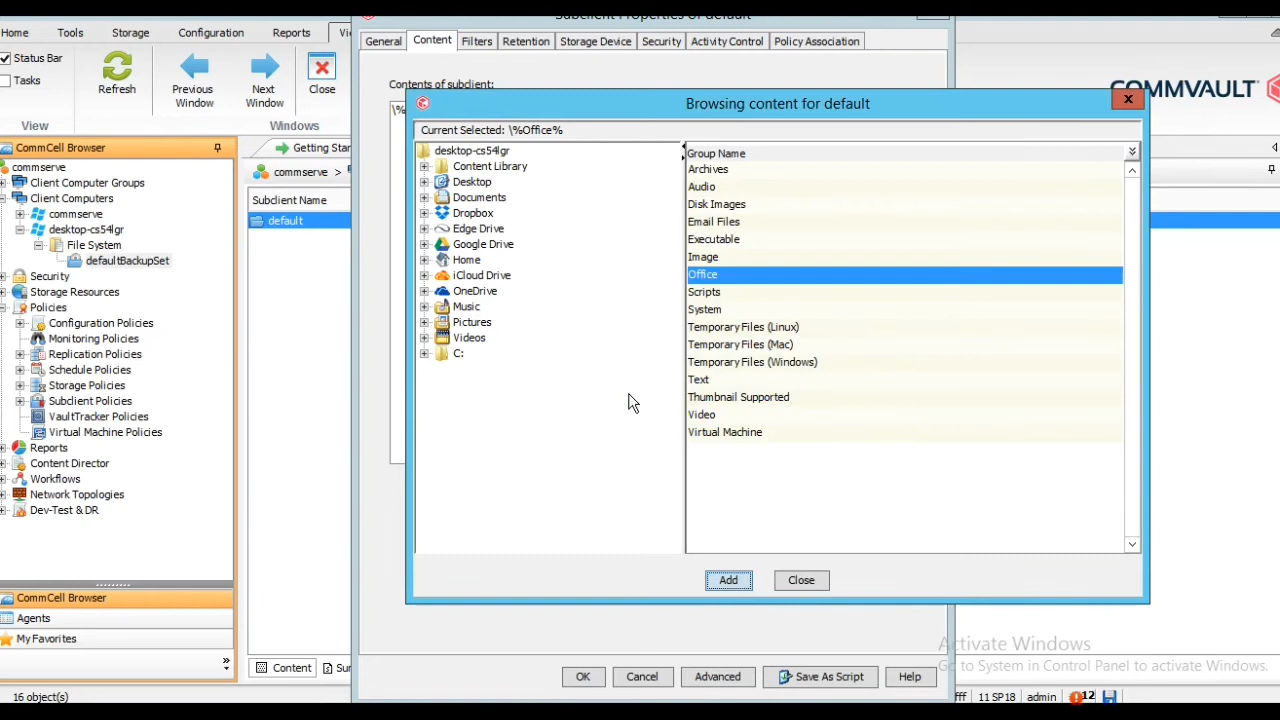 Subclient Properties of default
Home Tools Storage Configuration Reports
Status Bar
Tasks
Refresh
Previous Window
Next Window
Close
View
Windows
COMMVAULT
General Content Filters Retention Storage Device Security Activity Control Policy Association
Contents of subclient:
\%
Browsing content for default
Current Selected: \%Office%
desktop-cs54lgr
Content Library
Desktop
Documents
Dropbox
Edge Drive
Google Drive
Home
iCloud Drive
OneDrive
Music
Pictures
Videos
C:
Group Name
Archives
Audio
Disk Images
Email Files
Executable
Image
Office
Scripts
System
Temporary Files (Linux)
Temporary Files (Mac)
Temporary Files (Windows)
Text
Thumbnail Supported
Video
Virtual Machine
Add Close
CommCell Browser
commserve
Client Computer Groups
Client Computers
commserve
desktop-cs54lgr
File System
defaultBackupSet
Security
Storage Resources
Policies
Configuration Policies
Monitoring Policies
Replication Policies
Schedule Policies
Storage Policies
Subclient Policies
VaultTracker Policies
Virtual Machine Policies
Reports
Content Director
Workflows
Network Topologies
Dev-Test & DR
CommCell Browser
Agents
My Favorites
Getting Star
commserve >
Subclient Name
default
Content Sum
OK Cancel Advanced Save As Script Help
Activate Windows
Go to System in Control Panel to activate Windows.
16 object(s)
fff 11 SP18 admin 12